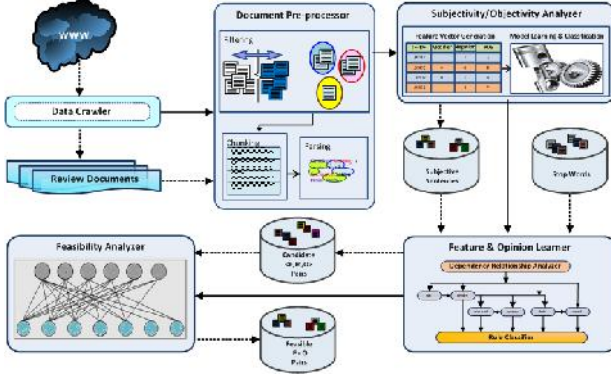 WWW
Data Crawler
Review Documents
Document Pre-processor
Filtering
Chunking
Parsing
Subjectivity/Objectivity Analyzer
Feature Vector Generation
Model Learning & Classification
Subjective
Sentences
Stop Words
Feasibility Analyzer
Candidate
Pairs
Feasible
Pairs
Feature & Opinion Learner
Dependency Relationship Analyzer
Rule Classifier